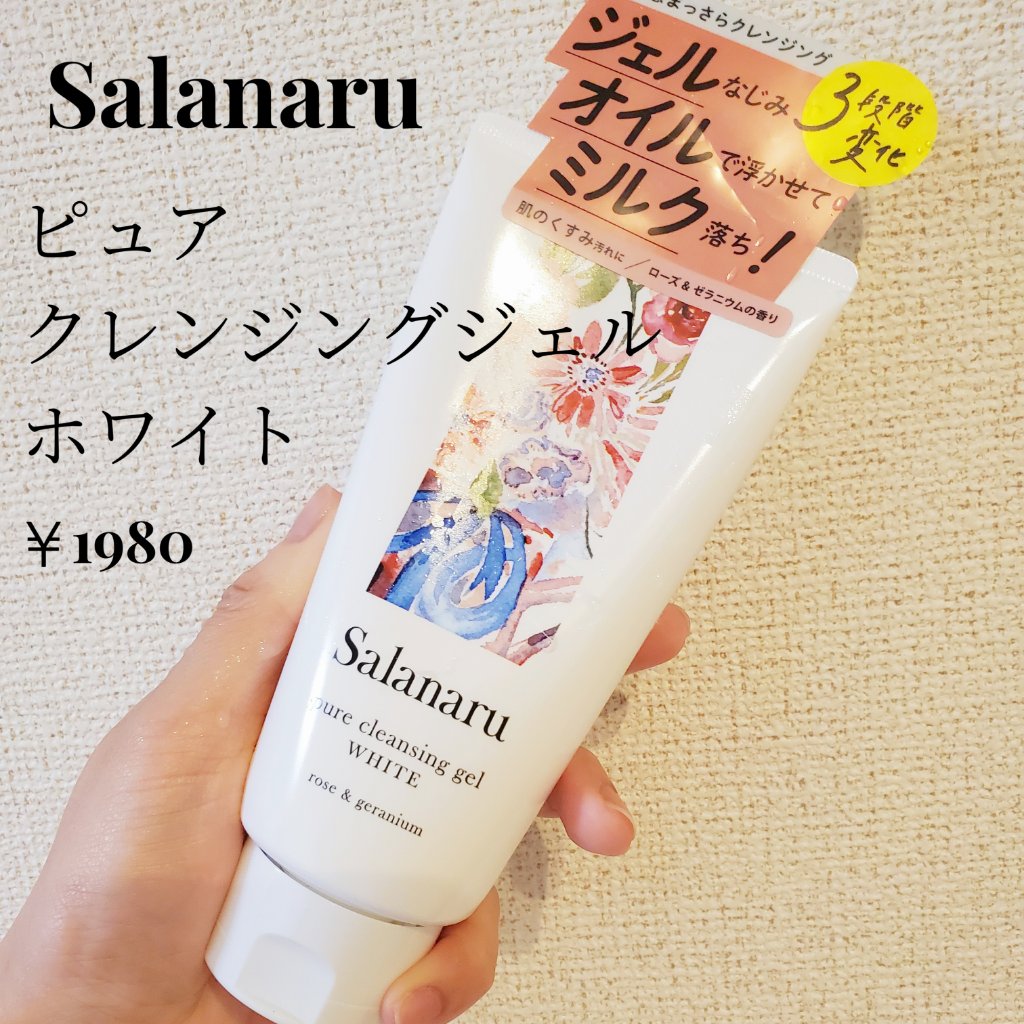 Salanaru
ピュア
クレンジングジェル
ホワイト
￥1980
まっさらクレンジング
ジェルなじみ
オイルで浮かせて
ミルク落ち!
3段階
変化
肌のくすみ汚れに / ローズ&ゼラニウムの香り
Salanaru
pure cleansing gel
WHITE
rose & geranium